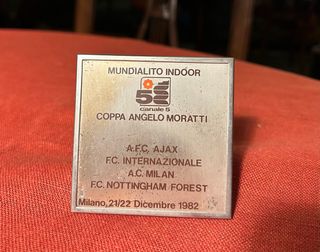 MUNDIALITO INDOOR
5
canale 5
COPPA ANGELO MORATTI
A.F.C. AJAX
F.C. INTERNAZIONALE
A.C. MILAN
F.C. NOTTINGHAM FOREST
Milano, 21/22 Dicembre 1982